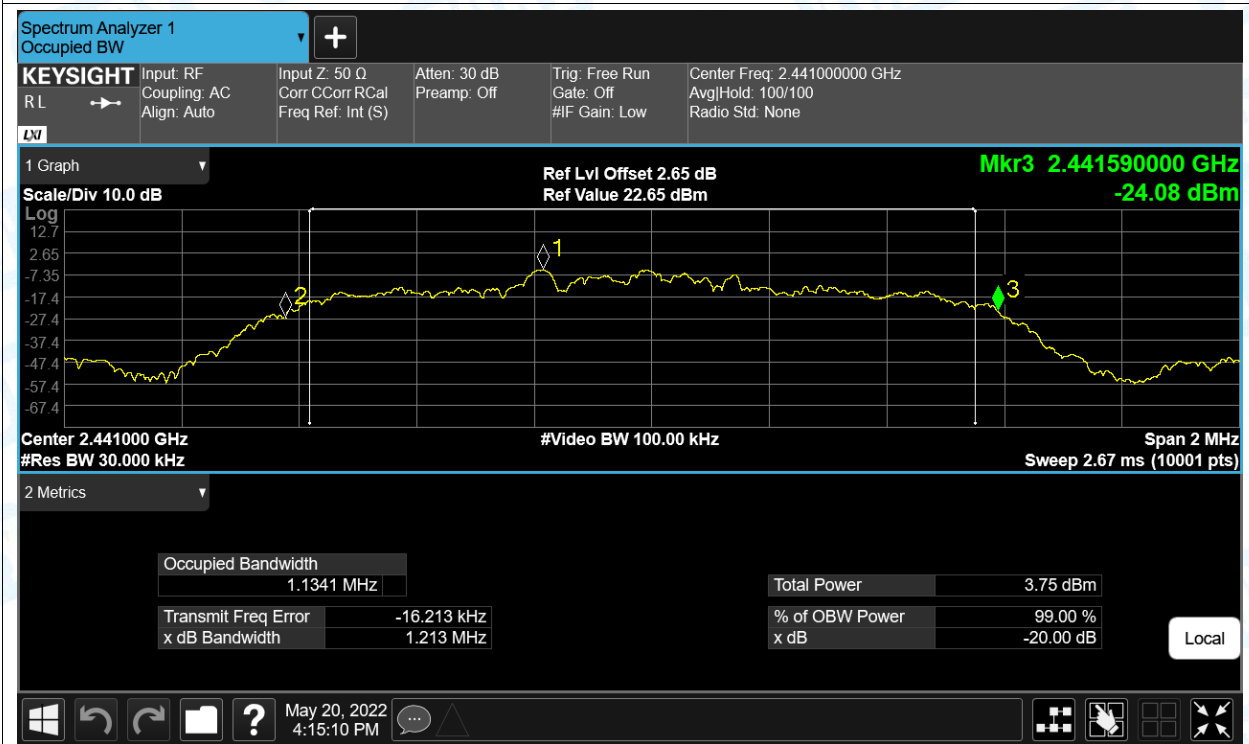 Spectrum Analyzer 1
Occupied BW
KEYSIGHT Input: RF Input Z: 50 Ω Atten: 30 dB Trig: Free Run Center Freq: 2.441000000 GHz
R L Coupling: AC Corr CCorr RCal Preamp: Off Gate: Off Avg|Hold: 100/100
Align: Auto Freq Ref: Int (S) #IF Gain: Low Radio Std: None
LXI
1 Graph Ref Lvl Offset 2.65 dB Mkr3 2.441590000 GHz
Scale/Div 10.0 dB Ref Value 22.65 dBm -24.08 dBm
Log
12.7
2.65 1
-7.35
-17.4 2 3
-27.4
-37.4
-47.4
-57.4
-67.4
Center 2.441000 GHz #Video BW 100.00 kHz Span 2 MHz
#Res BW 30.000 kHz Sweep 2.67 ms (10001 pts)
2 Metrics
Occupied Bandwidth
1.1341 MHz Total Power 3.75 dBm
Transmit Freq Error -16.213 kHz % of OBW Power 99.00 %
x dB Bandwidth 1.213 MHz x dB -20.00 dB
Local
? May 20, 2022
4:15:10 PM